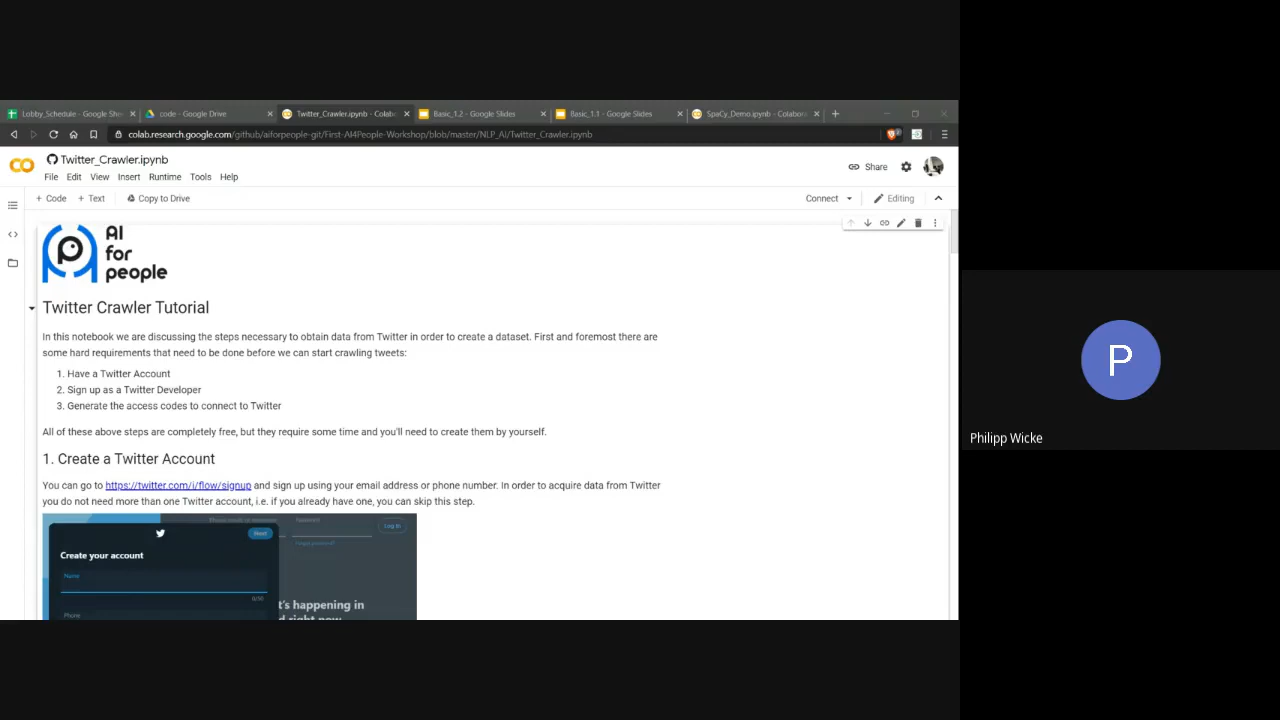 Lobby_Schedule - Google She
code - Google Drive
Twitter_Crawler.ipynb - Colab
Basic_1.2 - Google Slides
Basic_1.1 - Google Slides
SpaCy_Demo.ipynb - Colabora
colab.research.google.com/github/aiforpeople-git/First-AI4People-Workshop/blob/master/NLP_AI/Twitter_Crawler.ipynb
Twitter_Crawler.ipynb
Share
File Edit View Insert Runtime Tools Help
+ Code + Text Copy to Drive
Connect
Editing
AI
for
people
Twitter Crawler Tutorial
In this notebook we are discussing the steps necessary to obtain data from Twitter in order to create a dataset. First and foremost there are
some hard requirements that need to be done before we can start crawling tweets:
1. Have a Twitter Account
2. Sign up as a Twitter Developer
3. Generate the access codes to connect to Twitter
All of these above steps are completely free, but they require some time and you'll need to create them by yourself.
1. Create a Twitter Account
You can go to https://twitter.com/i/flow/signup and sign up using your email address or phone number. In order to acquire data from Twitter
you do not need more than one Twitter account, i.e. if you already have one, you can skip this step.
Next
Log in
Create your account
Name
0/50
Phone
t's happening in
d right now
P
Philipp Wicke